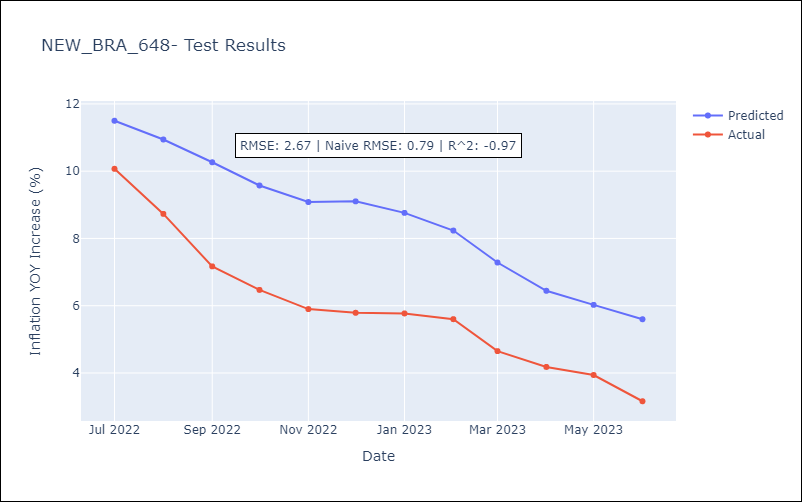 NEW_BRA_648- Test Results
12
10
8
6
4
Inflation YOY Increase (%)
RMSE: 2.67 | Naive RMSE: 0.79 | R^2: -0.97
Predicted
Actual
Jul 2022 Sep 2022 Nov 2022 Jan 2023 Mar 2023 May 2023
Date